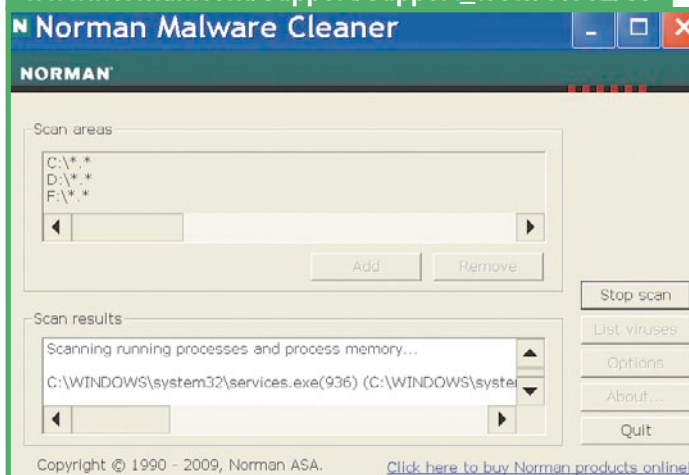 Norman Malware Cleaner
NORMAN
Scan areas
C:\*.*
D:\*.*
F:\*.*
Add Remove
Stop scan
Scan results
List viruses
Scanning running processes and process memory...
Options
C:\WINDOWS\system32\services.exe(936) (C:\WINDOWS\syste
About...
Quit
Copyright © 1990 - 2009, Norman ASA. Click here to buy Norman products online